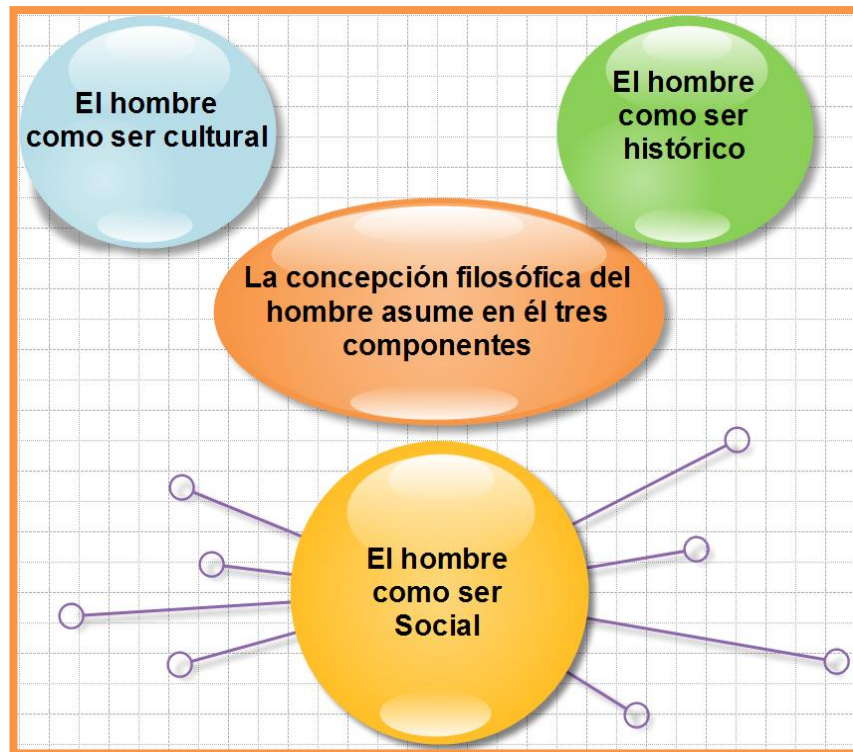 El hombre
como ser cultural
El hombre
como ser
histórico
La concepción filosófica del
hombre asume en él tres
componentes
El hombre
como ser
Social